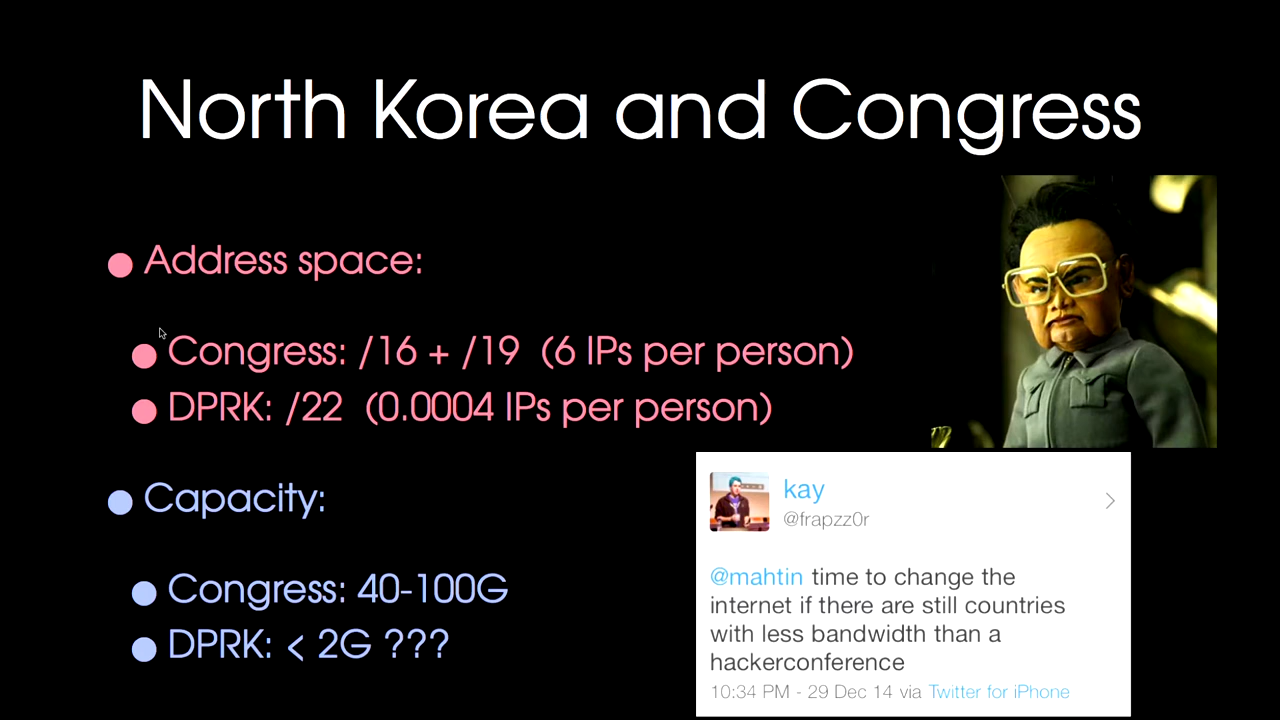 North Korea and Congress
Address space:
Congress: /16 + /19 (6 IPs per person)
DPRK: /22 (0.0004 IPs per person)
Capacity:
Congress: 40-100G
DPRK: < 2G ???
kay
@frapzz0r
@mahtin time to change the
internet if there are still countries
with less bandwidth than a
hackerconference
10:34 PM - 29 Dec 14 via Twitter for iPhone